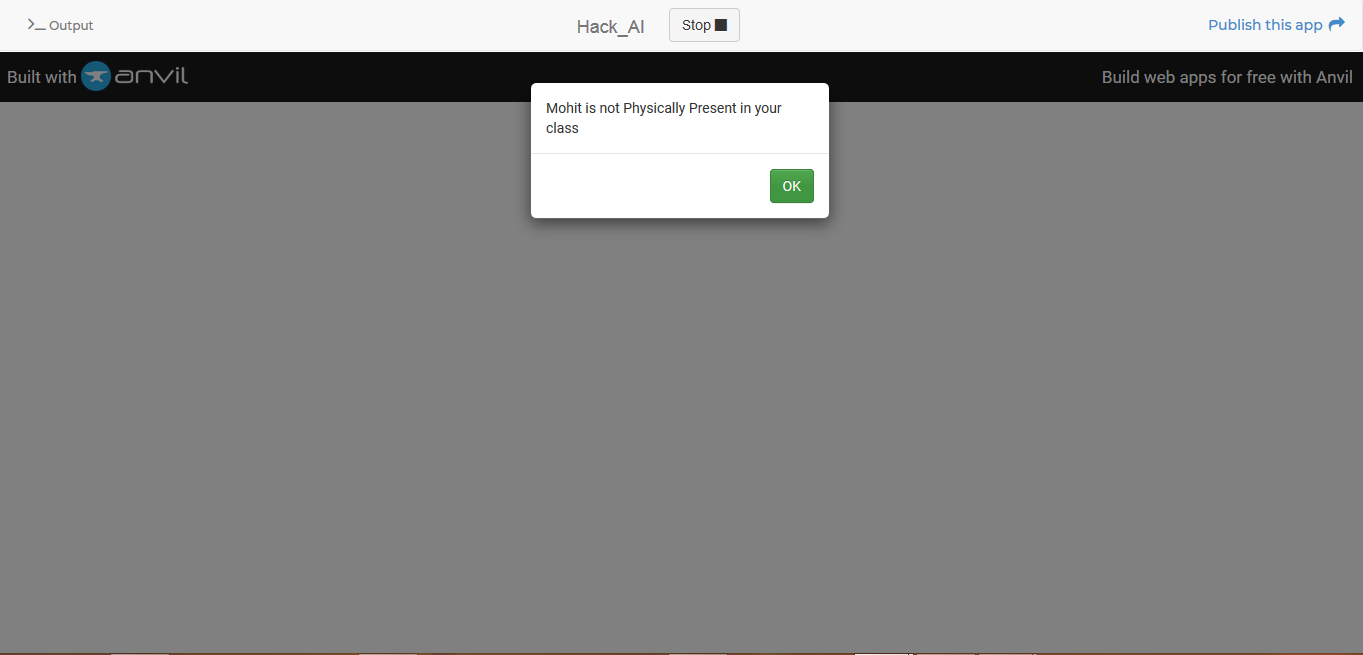 >_ Output
Hack_AI
Stop
Publish this app
Built with anvil
Build web apps for free with Anvil
Mohit is not Physically Present in your
class
OK